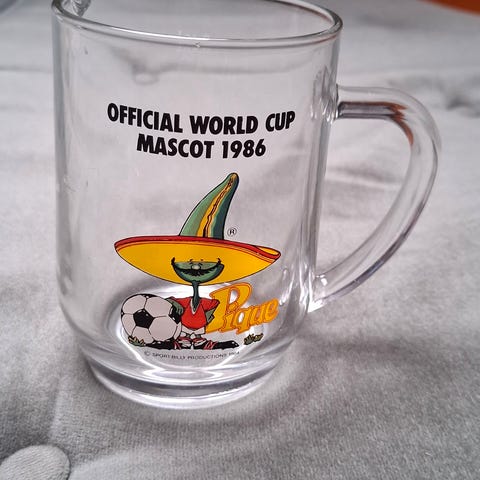 OFFICIAL WORLD CUP
MASCOT 1986
®
Pique
© SPORT-BILLY PRODUCTIONS 1984